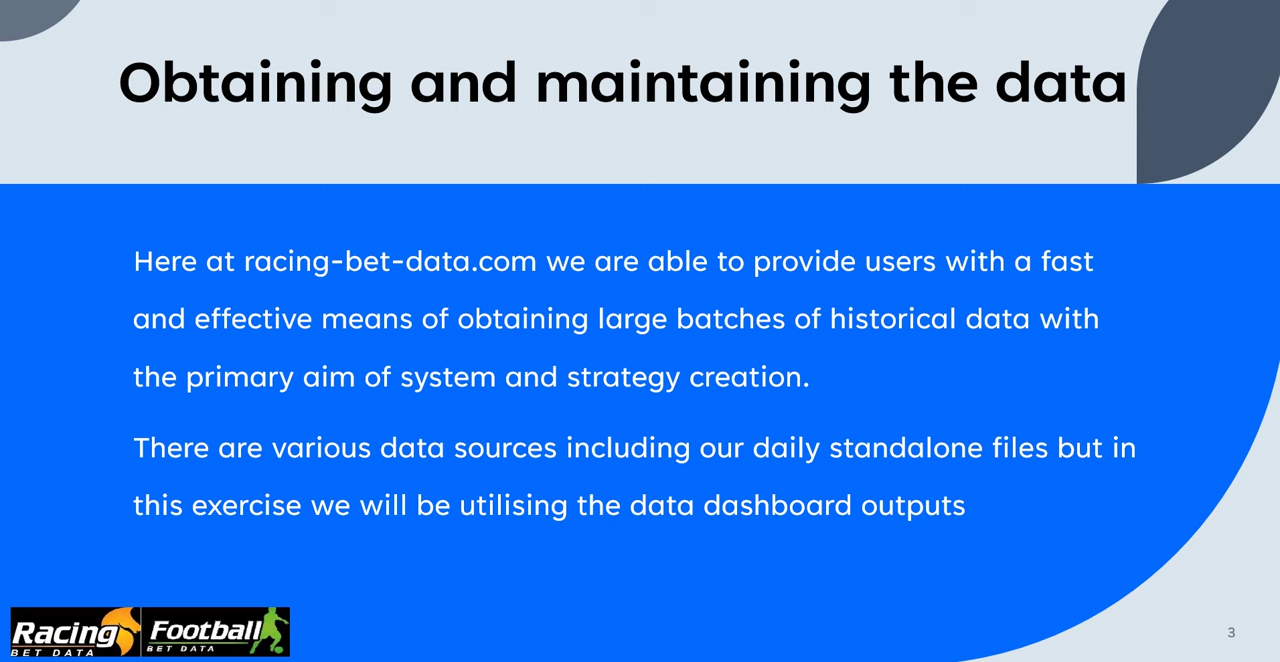 Obtaining and maintaining the data
Here at racing-bet-data.com we are able to provide users with a fast
and effective means of obtaining large batches of historical data with
the primary aim of system and strategy creation.
There are various data sources including our daily standalone files but in
this exercise we will be utilising the data dashboard outputs
Racing
BET DATA
Football
BET DATA
3